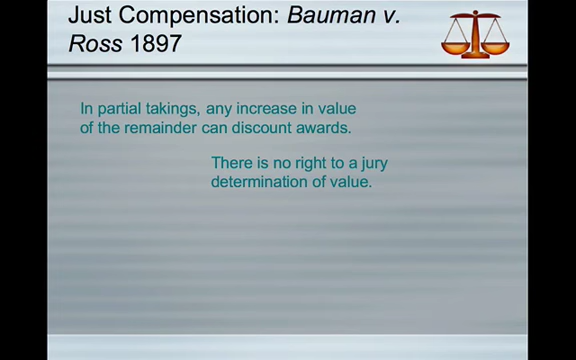 Just Compensation: Bauman v.
Ross 1897
In partial takings, any increase in value
of the remainder can discount awards.
There is no right to a jury
determination of value.